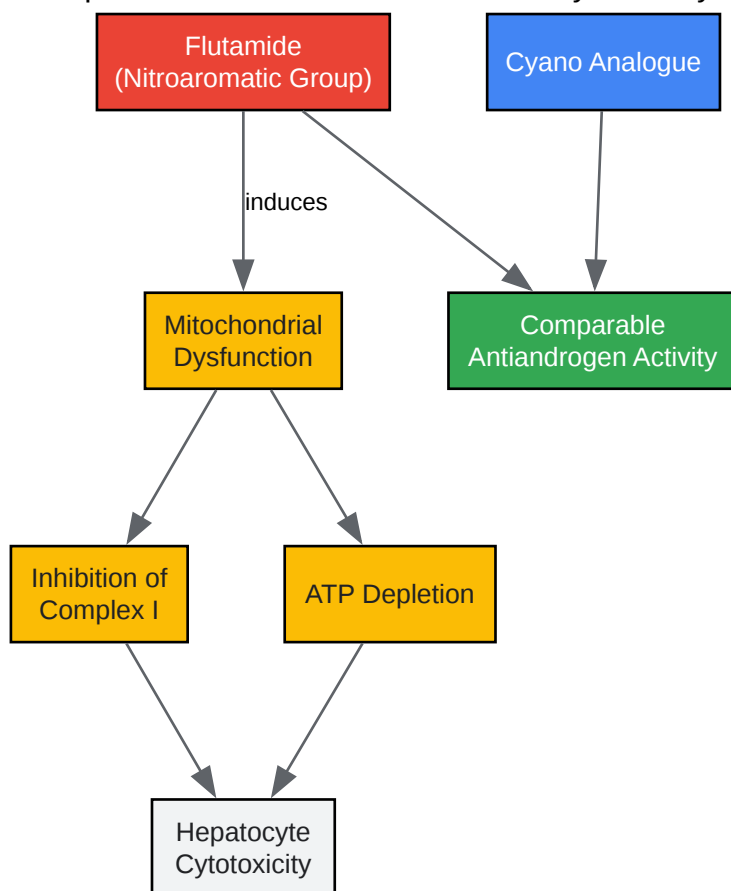 Flutamide
(Nitroaromatic Group)
Cyano Analogue
induces
Mitochondrial
Dysfunction
Comparable
Antiandrogen Activity
Inhibition of
Complex I
ATP Depletion
Hepatocyte
Cytotoxicity